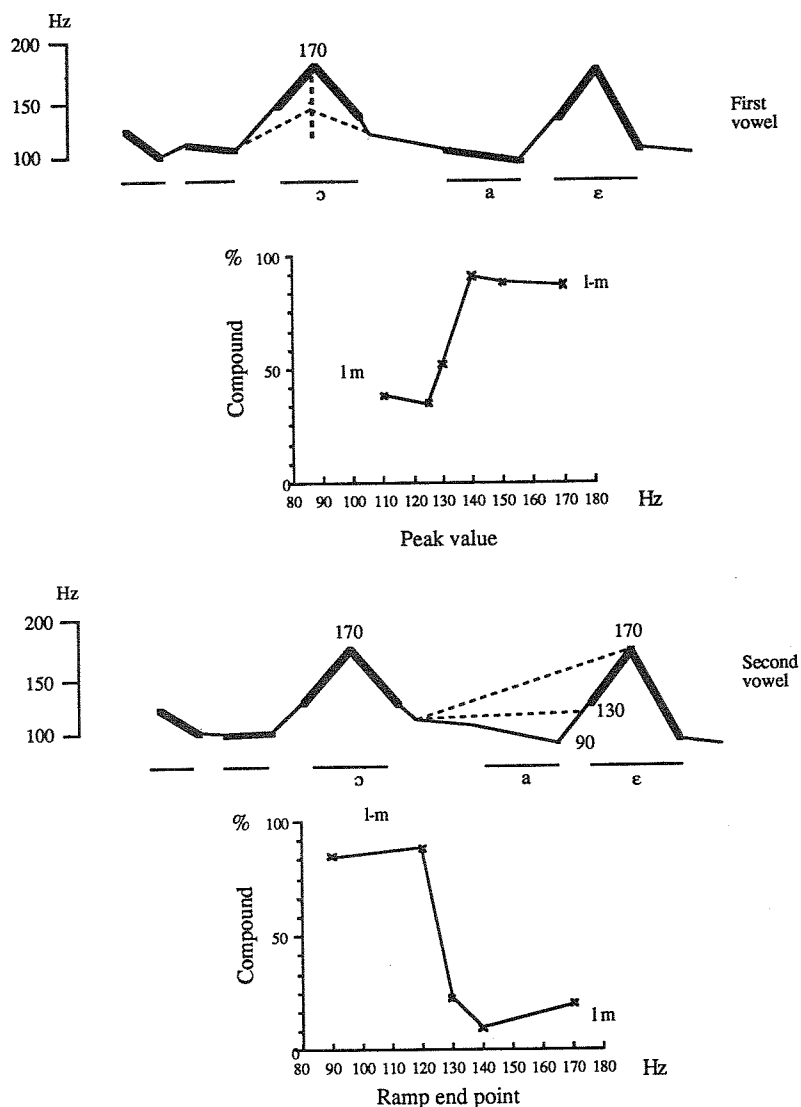 Hz
200
170
150
First
vowel
100
ɔ a ɛ
% 100
l-m
Compound
50
l m
0
80 90 100 110 120 130 140 150 160 170 180 Hz
Peak value
Hz
200
170 170
Second
vowel
150
130
100
90
ɔ a ɛ
l-m
% 100
Compound
50
l m
0
80 90 100 110 120 130 140 150 160 170 180 Hz
Ramp end point